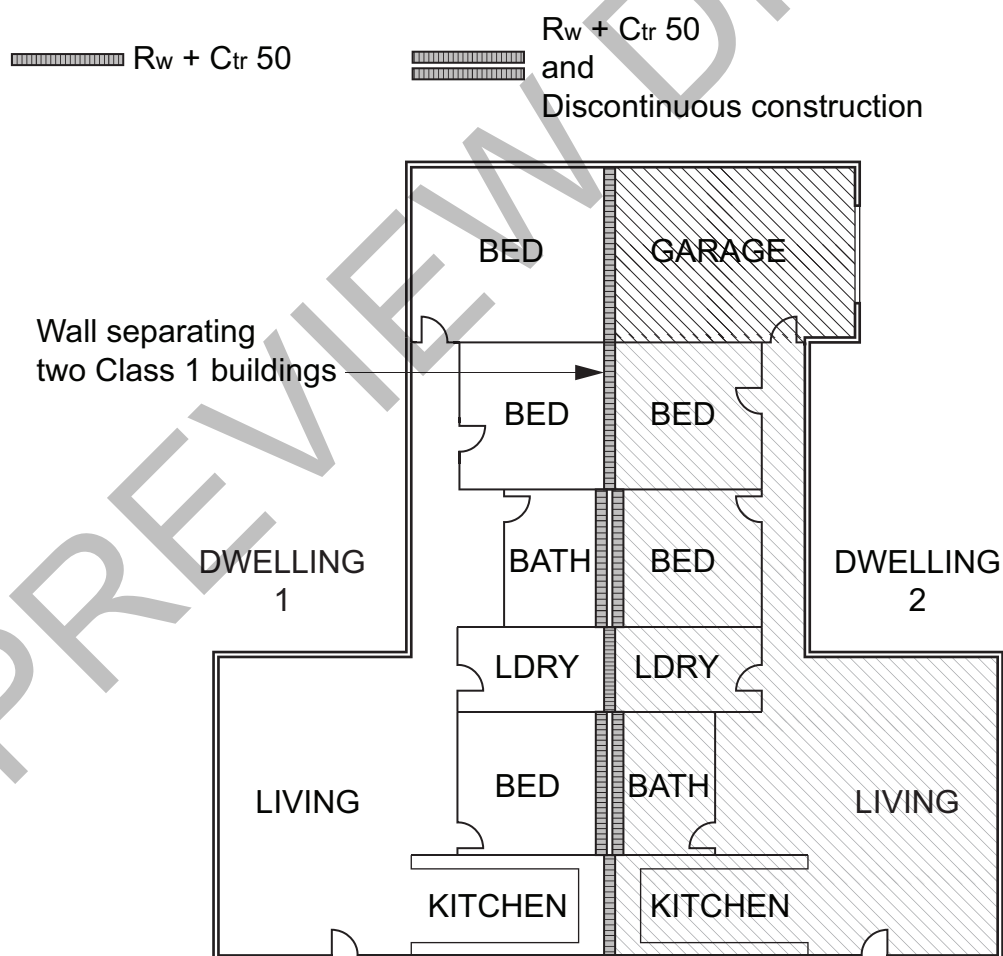 Rw + Ctr 50
Rw + Ctr 50
and
Discontinuous construction
BED
GARAGE
Wall separating
two Class 1 buildings
BED
BED
DWELLING
1
BATH
BED
DWELLING
2
LDRY
LDRY
LIVING
BED
BATH
LIVING
KITCHEN
KITCHEN
PREVIEW D